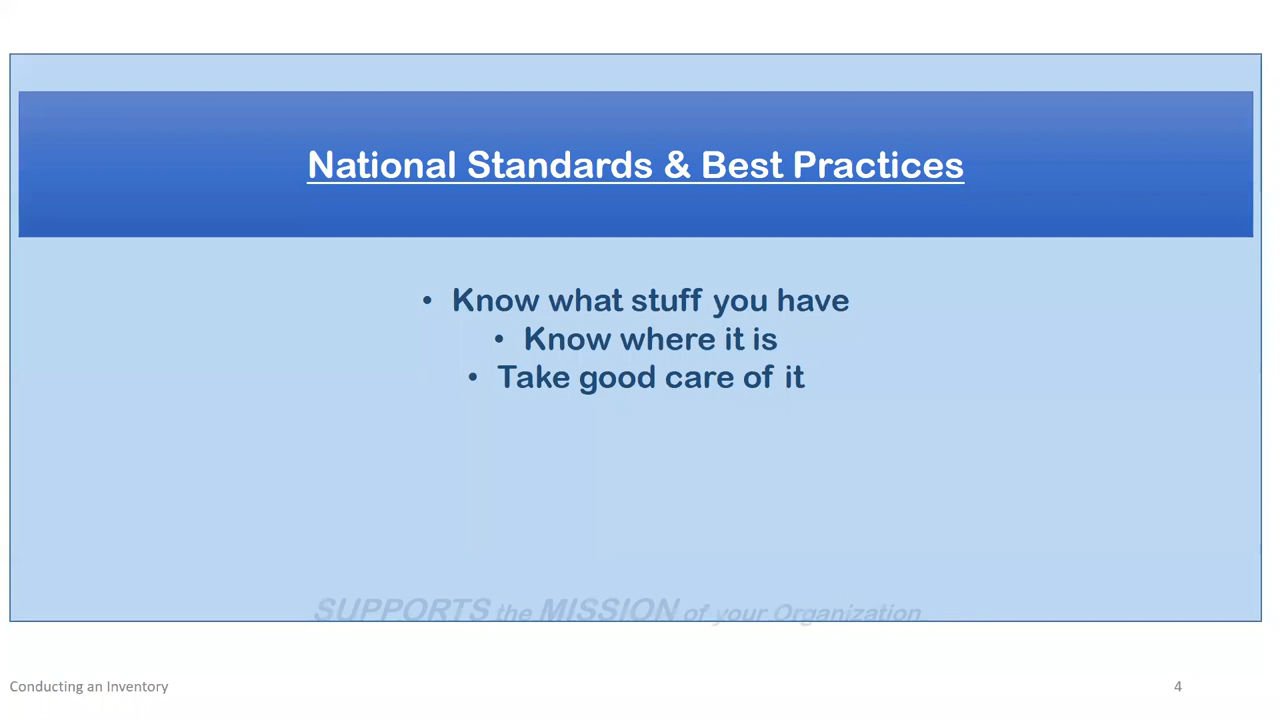 National Standards & Best Practices
• Know what stuff you have
• Know where it is
• Take good care of it
SUPPORTS the MISSION of your Organization
Conducting an Inventory
4